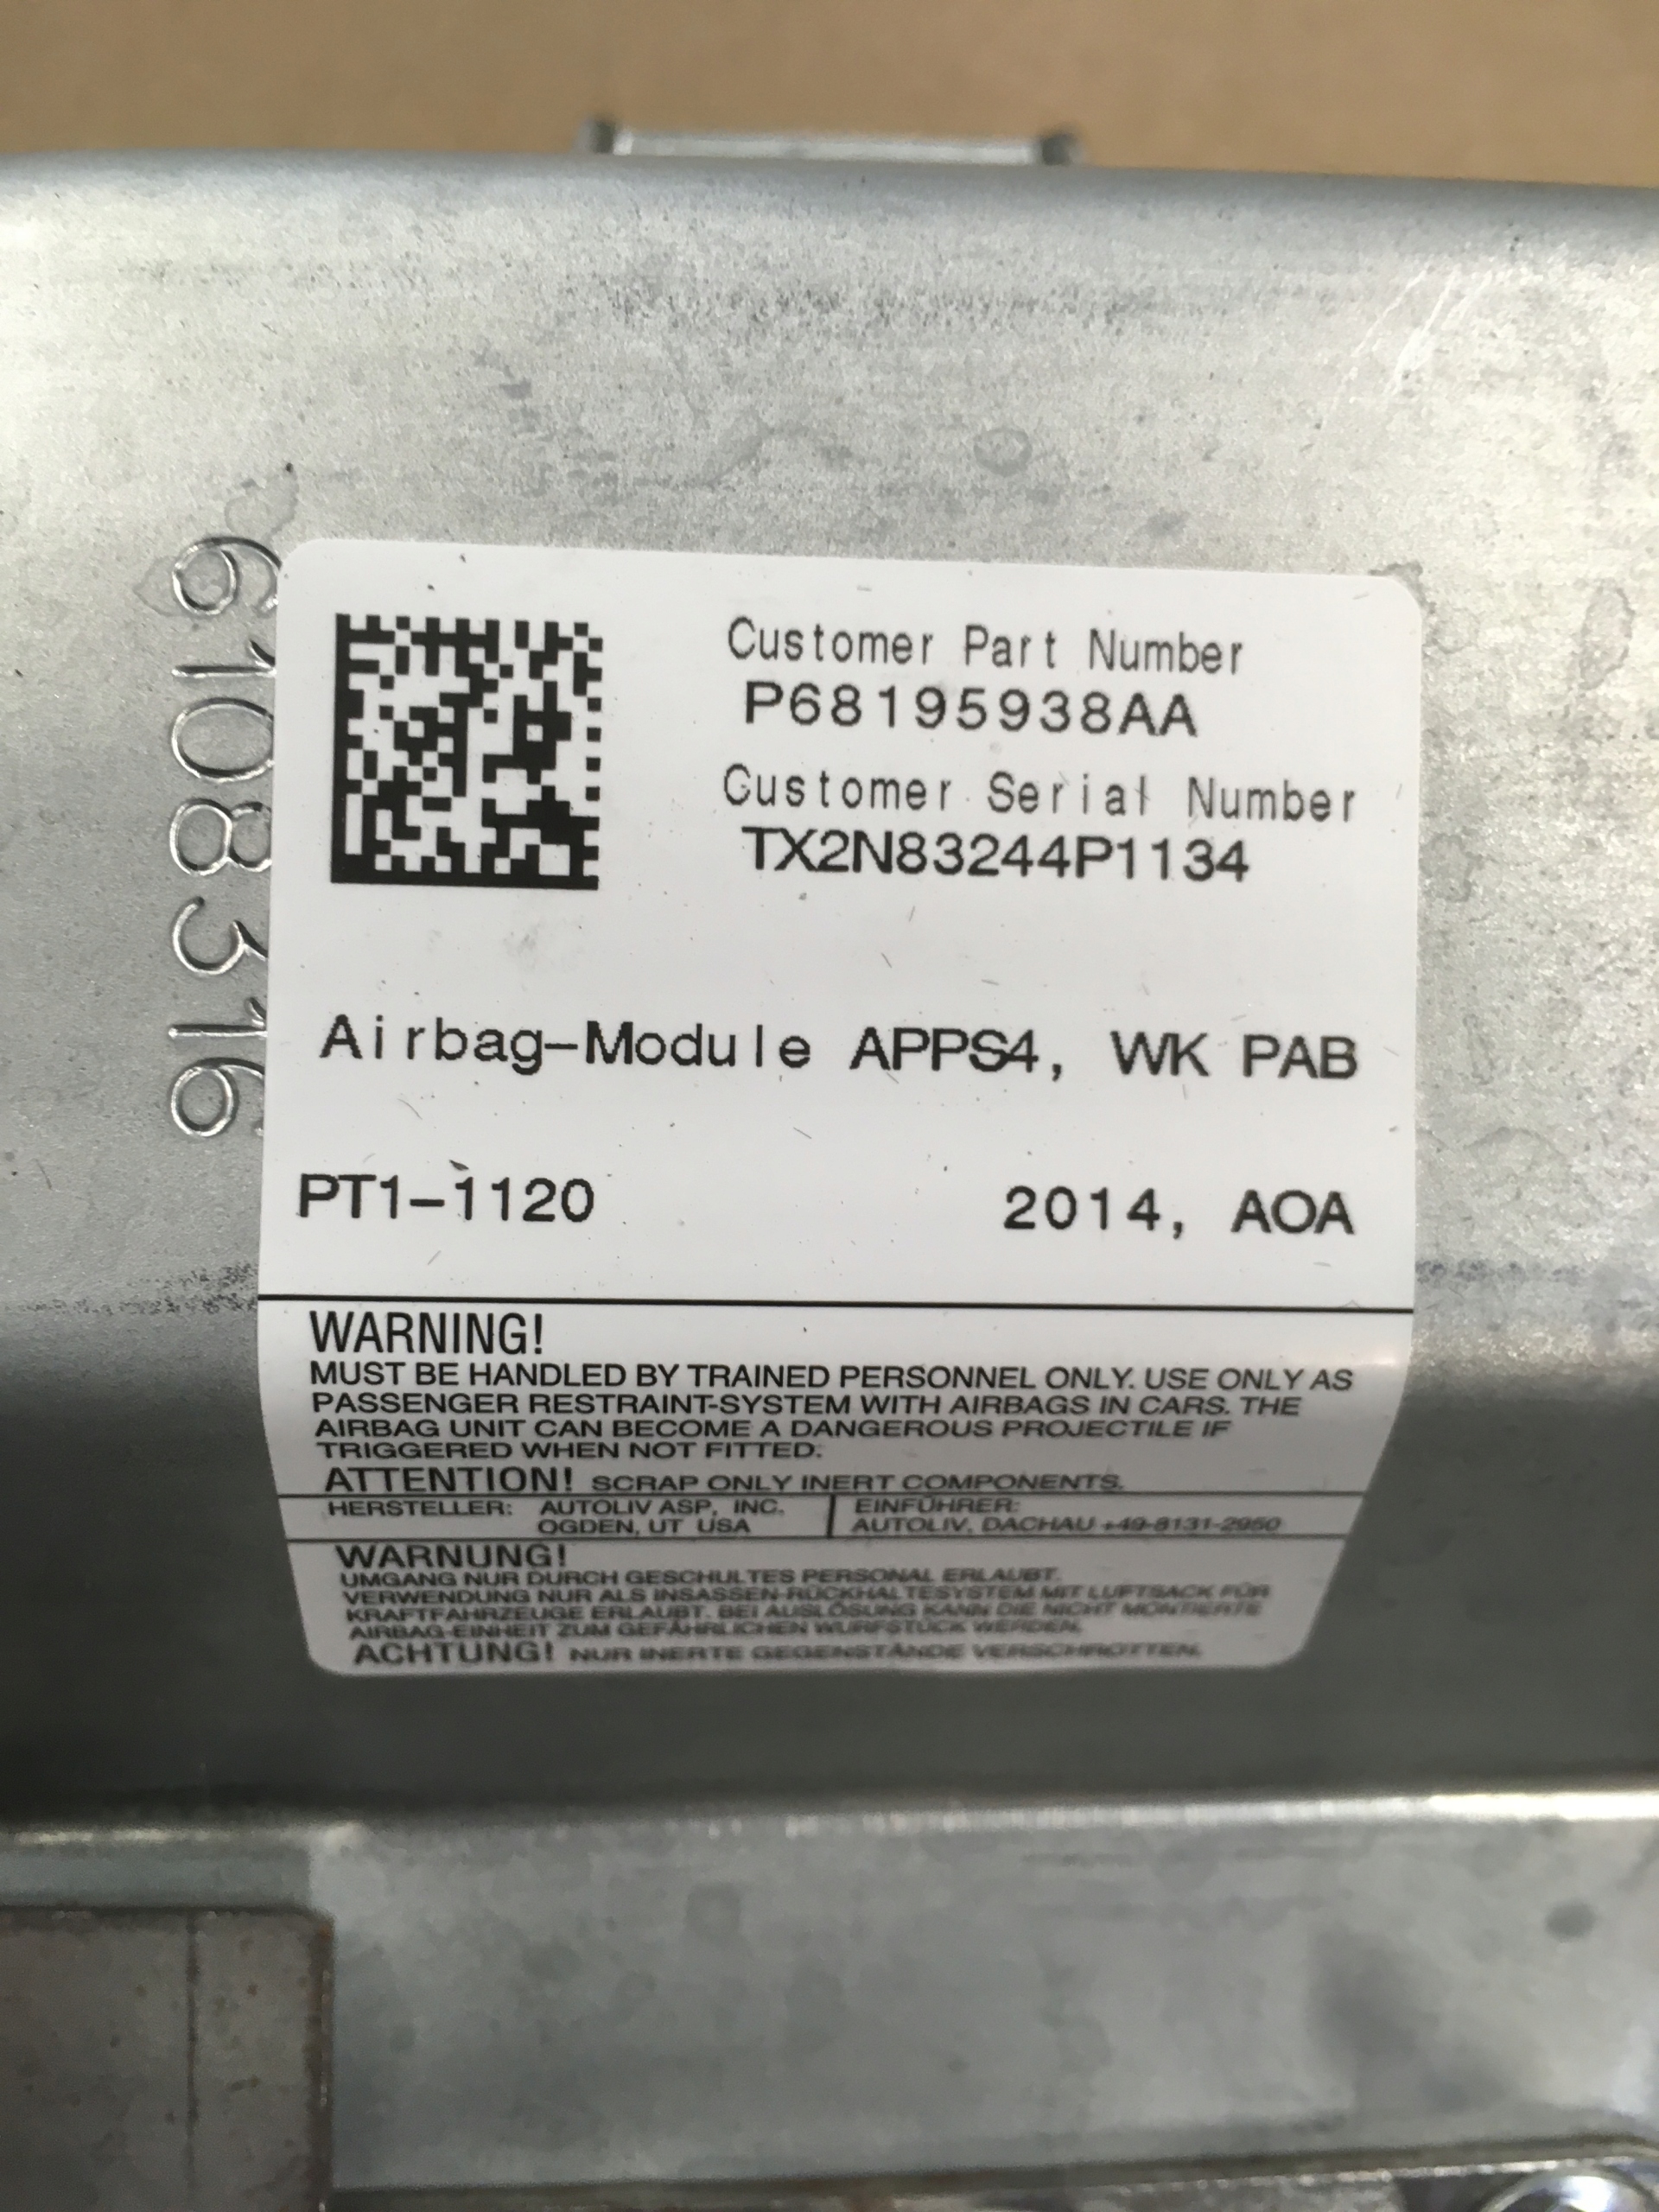 6108316
Customer Part Number
P68195938AA
Customer Serial Number
TX2N83244P1134
Airbag-Module APPS4, WK PAB
PT1-1120 2014, AOA
WARNING!
MUST BE HANDLED BY TRAINED PERSONNEL ONLY. USE ONLY AS
PASSENGER RESTRAINT-SYSTEM WITH AIRBAGS IN CARS. THE
AIRBAG UNIT CAN BECOME A DANGEROUS PROJECTILE IF
TRIGGERED WHEN NOT FITTED.
ATTENTION! SCRAP ONLY INERT COMPONENTS.
HERSTELLER: AUTOLIV ASP, INC. EINFÜHRER:
OGDEN, UT USA AUTOLIV, DACHAU +49-8131-2950
WARNUNG!
UMGANG NUR DURCH GESCHULTES PERSONAL ERLAUBT.
VERWENDUNG NUR ALS INSASSEN-RÜCKHALTESYSTEM MIT LUFTSACK FÜR
KRAFTFAHRZEUGE ERLAUBT. BEI AUSLÖSUNG KANN DIE NICHT MONTIERTE
AIRBAG-EINHEIT ZUM GEFÄHRLICHEN WURFSTÜCK WERDEN.
ACHTUNG! NUR INERTE GEGENSTÄNDE VERSCHROTTEN.